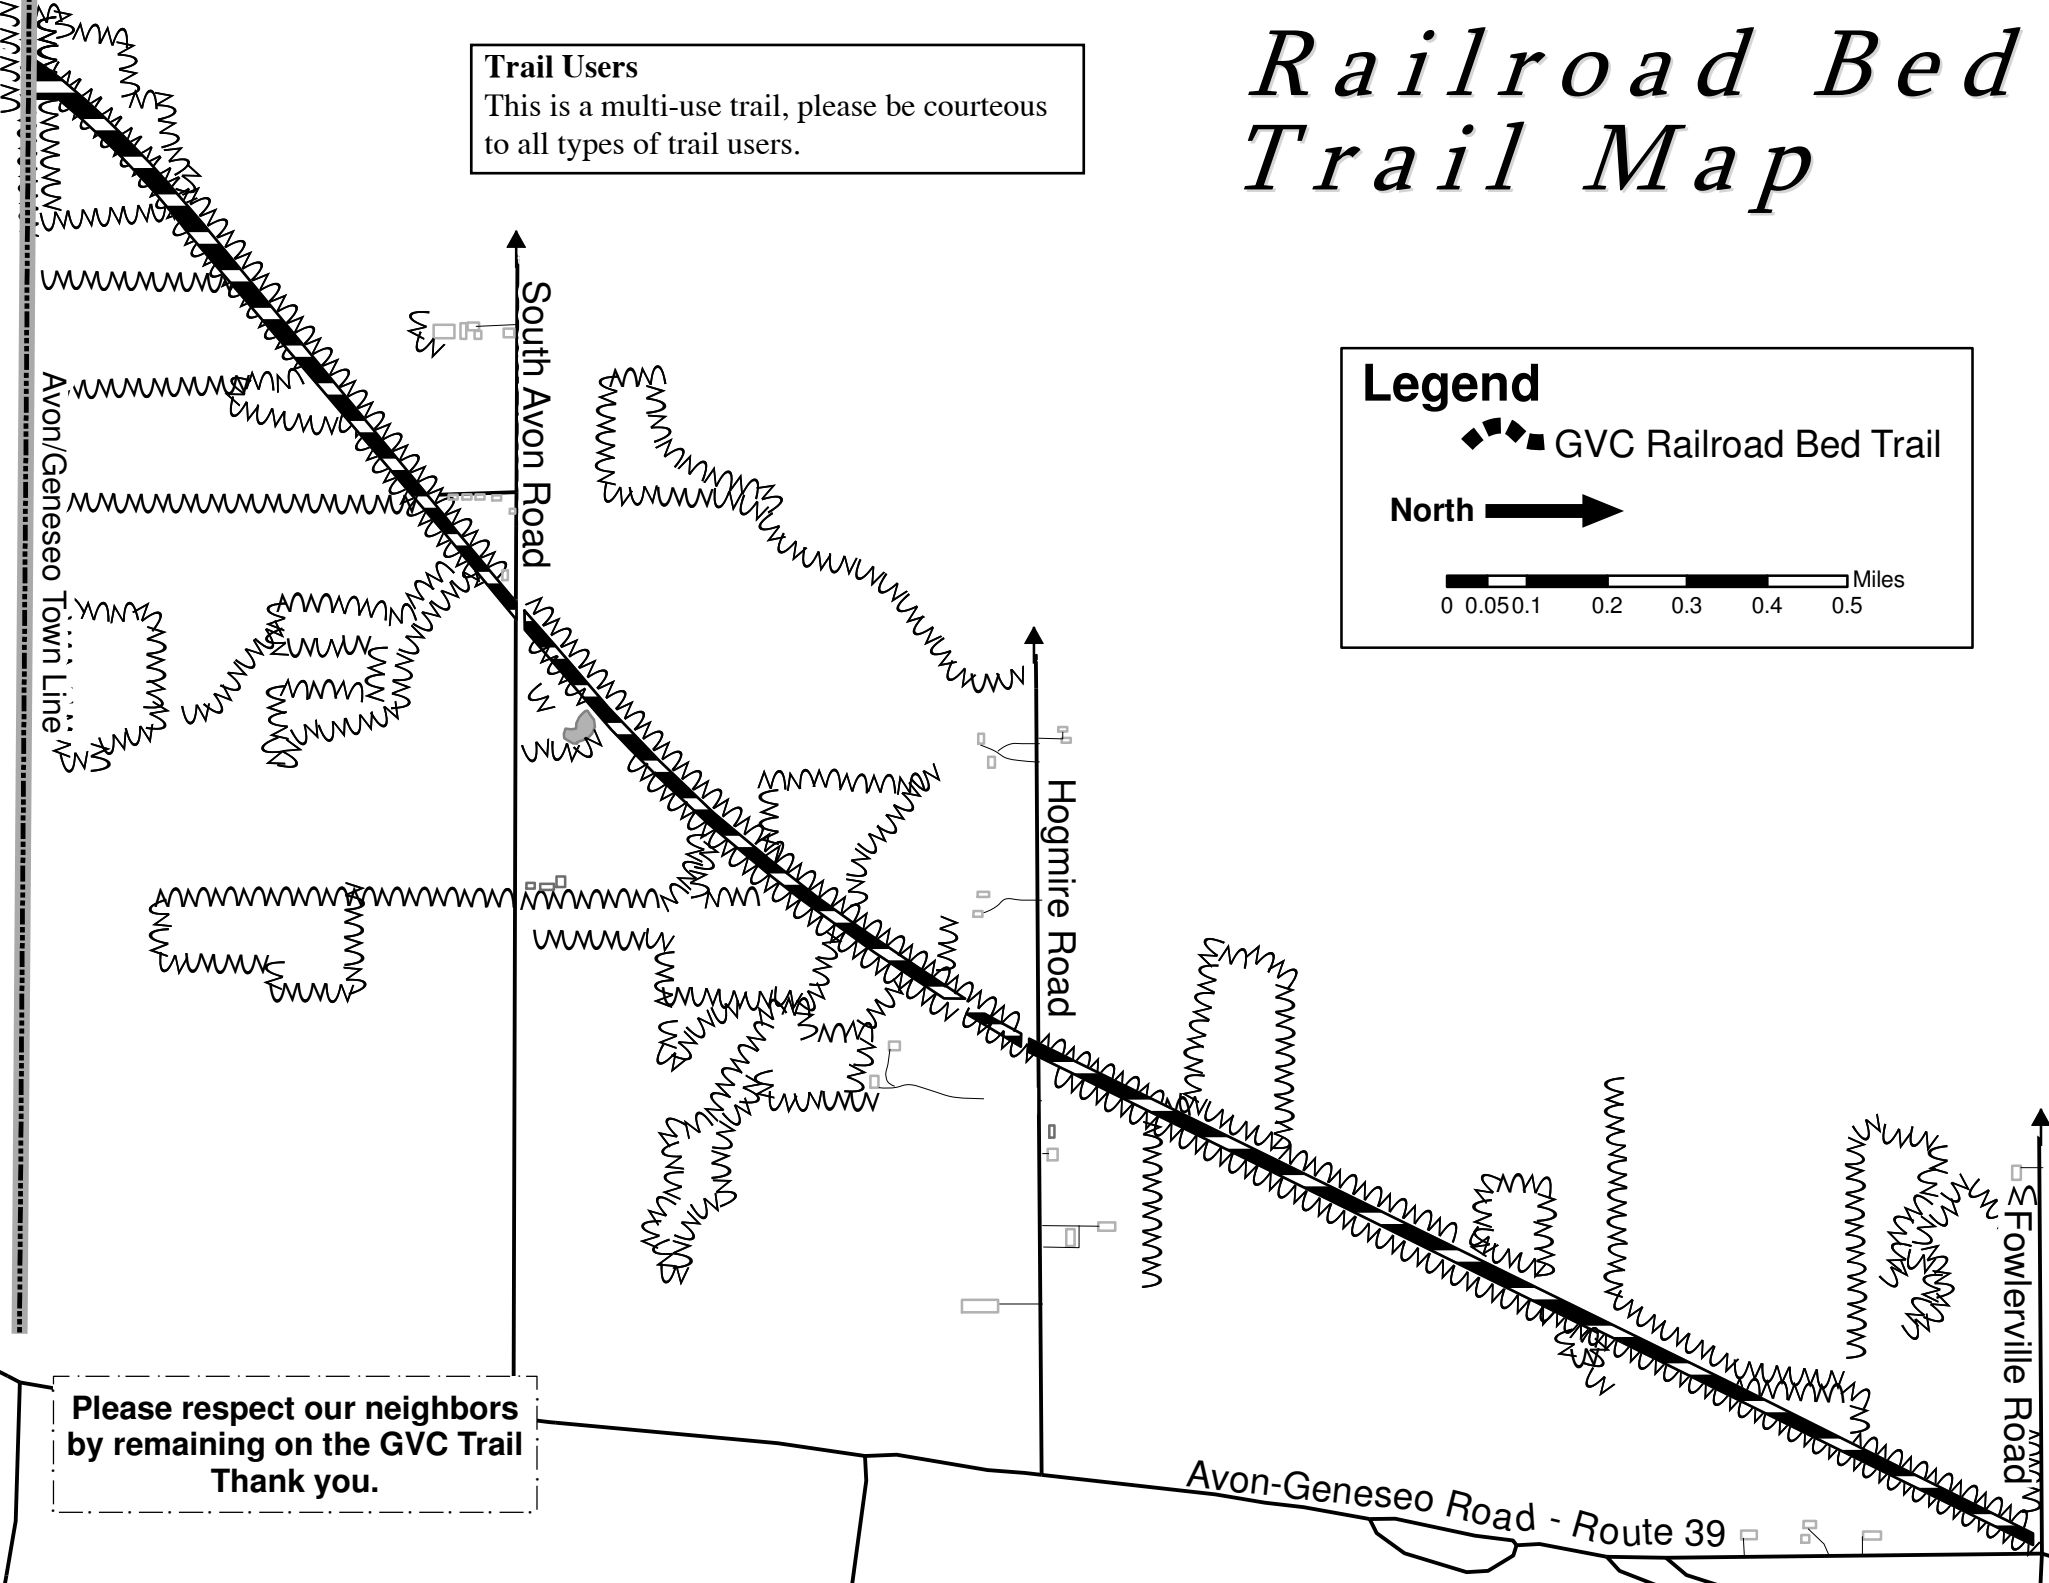 Railroad Bed
Trail Map
Trail Users
This is a multi-use trail, please be courteous
to all types of trail users.
South Avon Road
Legend
GVC Railroad Bed Trail
North
Miles
0 0.05 0.1 0.2 0.3 0.4 0.5
Avon/Geneseo Town Line
Hogmire Road
Fowlerville Road
Please respect our neighbors
by remaining on the GVC Trail
Thank you.
Avon-Geneseo Road - Route 39